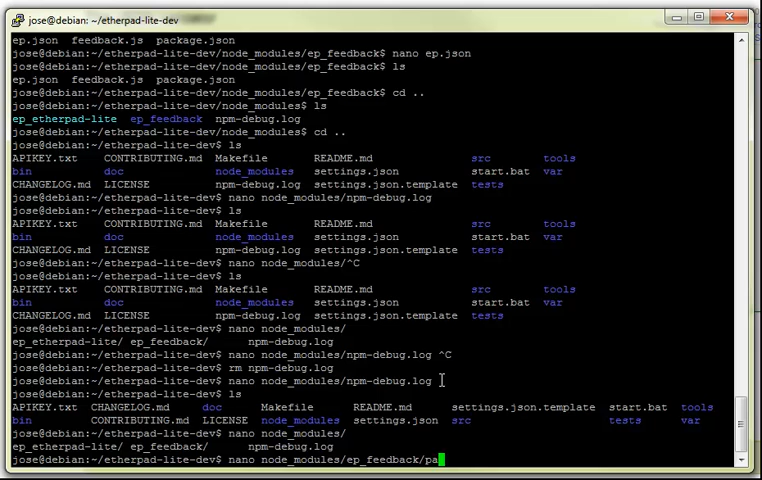 jose@debian: ~/etherpad-lite-dev
ep.json  feedback.js  package.json
jose@debian:~/etherpad-lite-dev/node_modules/ep_feedback$ nano ep.json
jose@debian:~/etherpad-lite-dev/node_modules/ep_feedback$ ls
ep.json  feedback.js  package.json
jose@debian:~/etherpad-lite-dev/node_modules/ep_feedback$ cd ..
jose@debian:~/etherpad-lite-dev/node_modules$ ls
ep_etherpad-lite  ep_feedback  npm-debug.log
jose@debian:~/etherpad-lite-dev/node_modules$ cd ..
jose@debian:~/etherpad-lite-dev$ ls
APIKEY.txt  CONTRIBUTING.md  Makefile  README.md  src  tools
bin  doc  node_modules  settings.json  start.bat  var
CHANGELOG.md  LICENSE  npm-debug.log  settings.json.template  tests
jose@debian:~/etherpad-lite-dev$ nano node_modules/npm-debug.log
jose@debian:~/etherpad-lite-dev$ ls
APIKEY.txt  CONTRIBUTING.md  Makefile  README.md  src  tools
bin  doc  node_modules  settings.json  start.bat  var
CHANGELOG.md  LICENSE  npm-debug.log  settings.json.template  tests
jose@debian:~/etherpad-lite-dev$ nano node_modules/^C
jose@debian:~/etherpad-lite-dev$ ls
APIKEY.txt  CONTRIBUTING.md  Makefile  README.md  src  tools
bin  doc  node_modules  settings.json  start.bat  var
CHANGELOG.md  LICENSE  npm-debug.log  settings.json.template  tests
jose@debian:~/etherpad-lite-dev$ nano node_modules/
ep_etherpad-lite/ ep_feedback/  npm-debug.log
jose@debian:~/etherpad-lite-dev$ nano node_modules/npm-debug.log ^C
jose@debian:~/etherpad-lite-dev$ rm npm-debug.log
jose@debian:~/etherpad-lite-dev$ nano node_modules/npm-debug.log
jose@debian:~/etherpad-lite-dev$ ls
APIKEY.txt  CHANGELOG.md  doc  Makefile  README.md  settings.json.template  start.bat  tools
bin  CONTRIBUTING.md  LICENSE  node_modules  settings.json  src  tests  var
jose@debian:~/etherpad-lite-dev$ nano node_modules/
ep_etherpad-lite/ ep_feedback/  npm-debug.log
jose@debian:~/etherpad-lite-dev$ nano node_modules/ep_feedback/pa